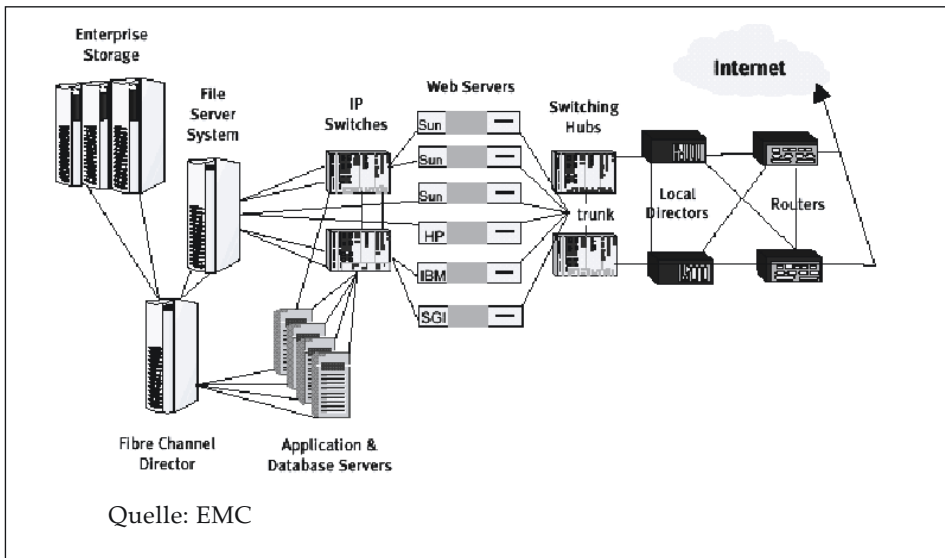 Enterprise
Storage
File
Server
System
IP
Switches
Web Servers
Sun
Sun
Sun
HP
IBM
SGI
Switching
Hubs
trunk
Internet
Local
Directors
Routers
Fibre Channel
Director
Application &
Database Servers
Quelle: EMC